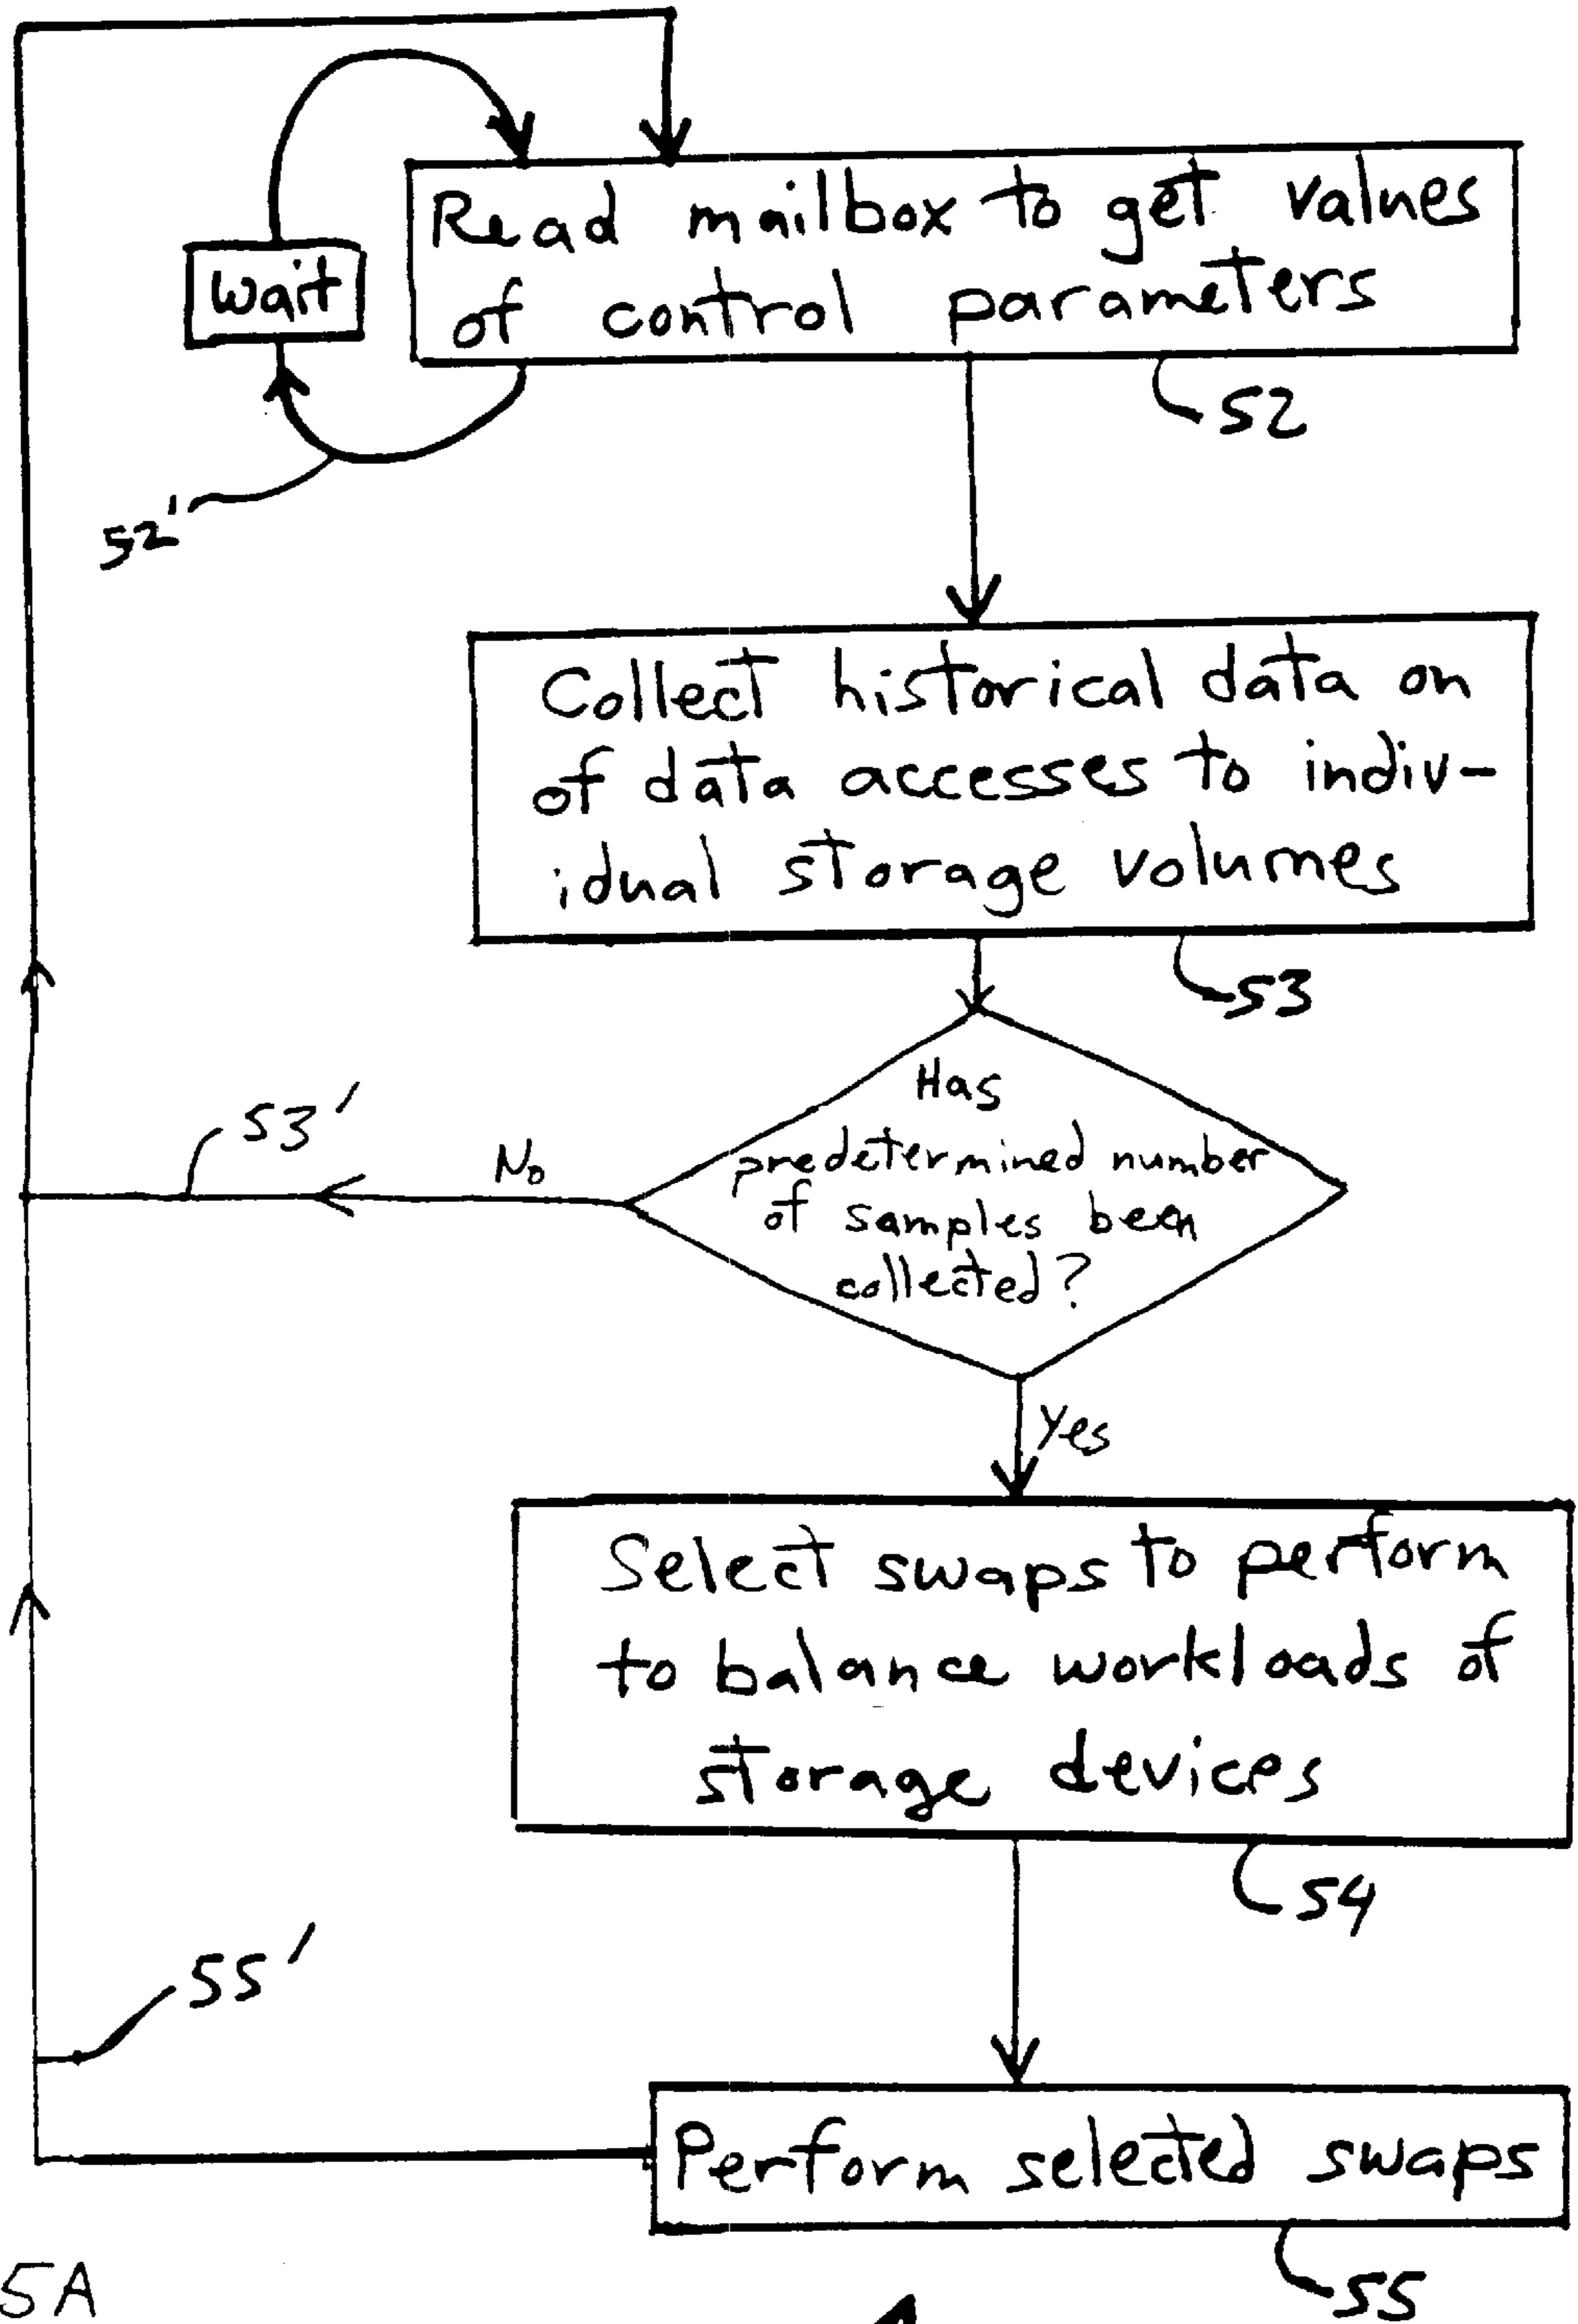 Read mailbox to get values
of control parameters
wait
52
52'
Collect historical data on
of data accesses to indiv-
idual storage volumes
53
Has
predetermined number
of samples been
collected?
No
53'
Yes
Select swaps to perform
to balance workloads of
storage devices
54
55'
Perform selected swaps
55
5A